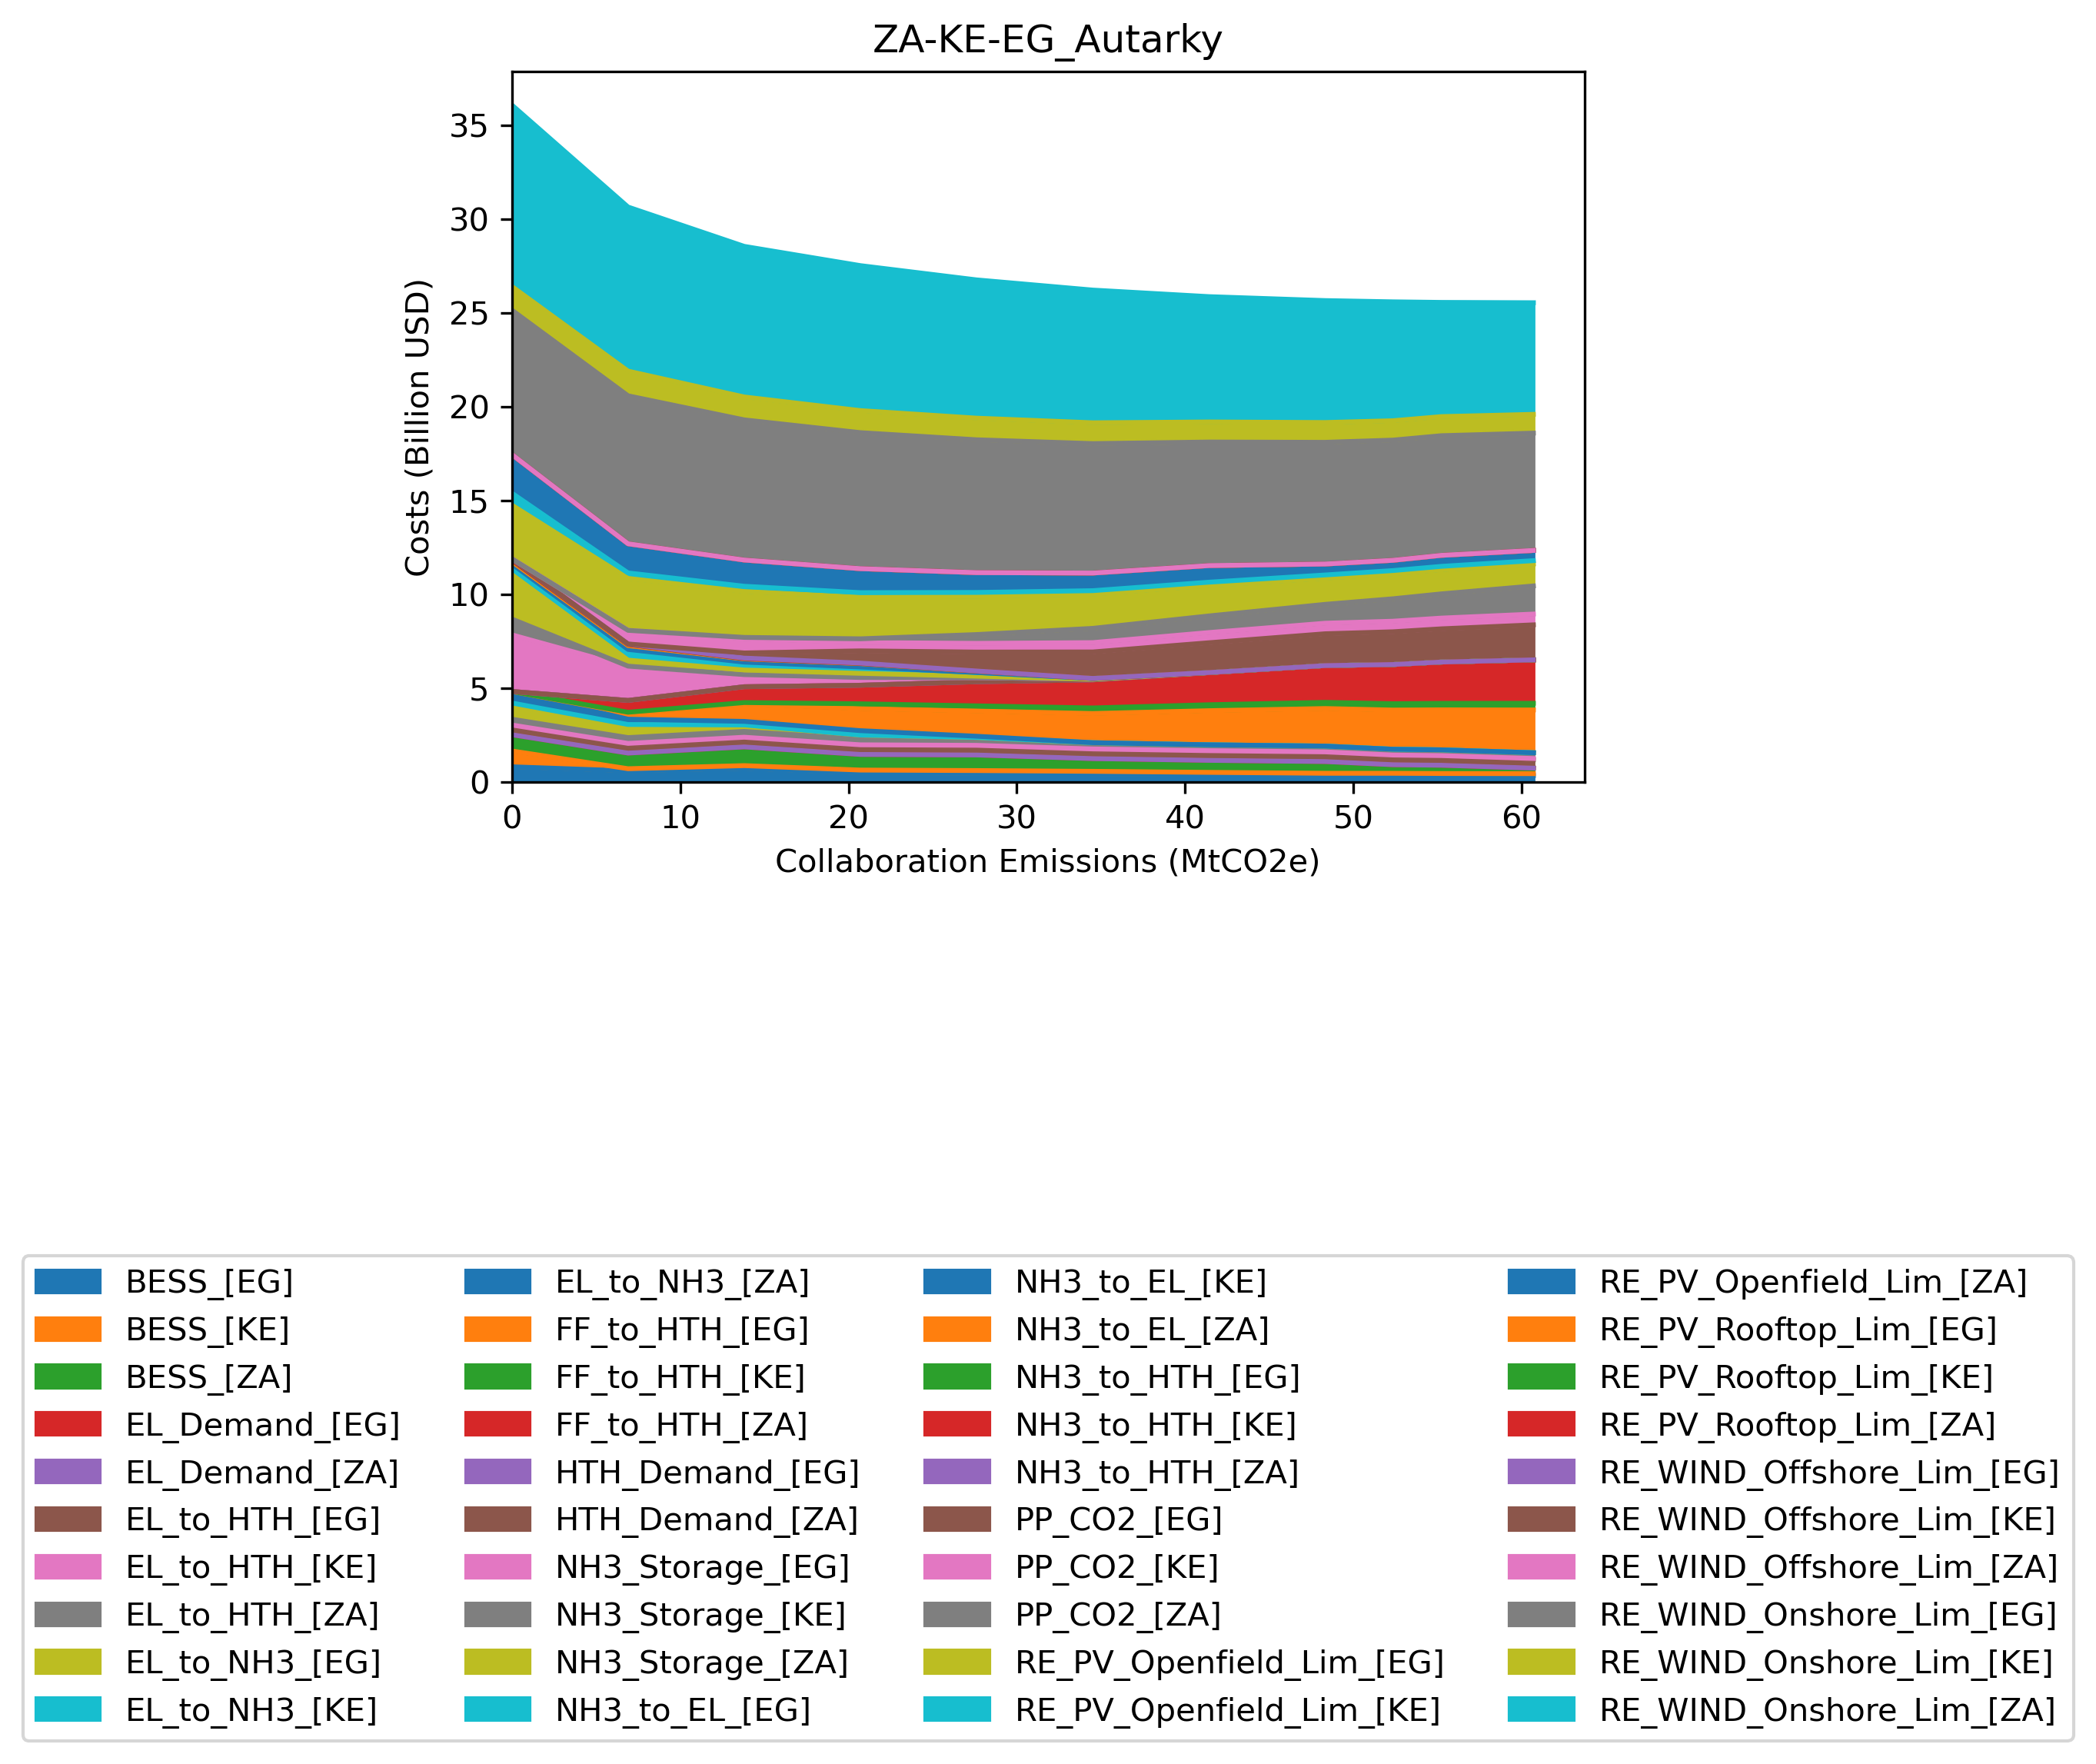 ZA-KE-EG_Autarky
35
30
25
20
15
10
5
0
Costs (Billion USD)
0 10 20 30 40 50 60
Collaboration Emissions (MtCO2e)
BESS_[EG]
BESS_[KE]
BESS_[ZA]
EL_Demand_[EG]
EL_Demand_[ZA]
EL_to_HTH_[EG]
EL_to_HTH_[KE]
EL_to_HTH_[ZA]
EL_to_NH3_[EG]
EL_to_NH3_[KE]
EL_to_NH3_[ZA]
FF_to_HTH_[EG]
FF_to_HTH_[KE]
FF_to_HTH_[ZA]
HTH_Demand_[EG]
HTH_Demand_[ZA]
NH3_Storage_[EG]
NH3_Storage_[KE]
NH3_Storage_[ZA]
NH3_to_EL_[EG]
NH3_to_EL_[KE]
NH3_to_EL_[ZA]
NH3_to_HTH_[EG]
NH3_to_HTH_[KE]
NH3_to_HTH_[ZA]
PP_CO2_[EG]
PP_CO2_[KE]
PP_CO2_[ZA]
RE_PV_Openfield_Lim_[EG]
RE_PV_Openfield_Lim_[KE]
RE_PV_Openfield_Lim_[ZA]
RE_PV_Rooftop_Lim_[EG]
RE_PV_Rooftop_Lim_[KE]
RE_PV_Rooftop_Lim_[ZA]
RE_WIND_Offshore_Lim_[EG]
RE_WIND_Offshore_Lim_[KE]
RE_WIND_Offshore_Lim_[ZA]
RE_WIND_Onshore_Lim_[EG]
RE_WIND_Onshore_Lim_[KE]
RE_WIND_Onshore_Lim_[ZA]